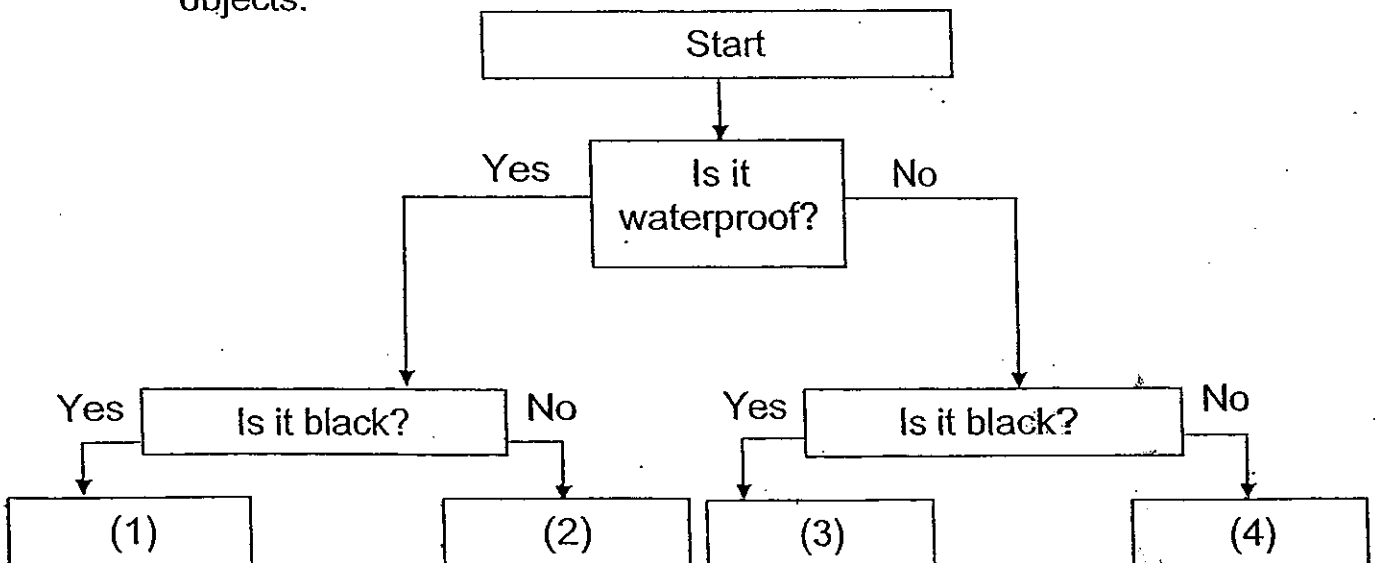 objects.
Start
Yes
Is it
waterproof?
No
Yes
Is it black?
No
Yes
Is it black?
No
(1)
(2)
(3)
(4)